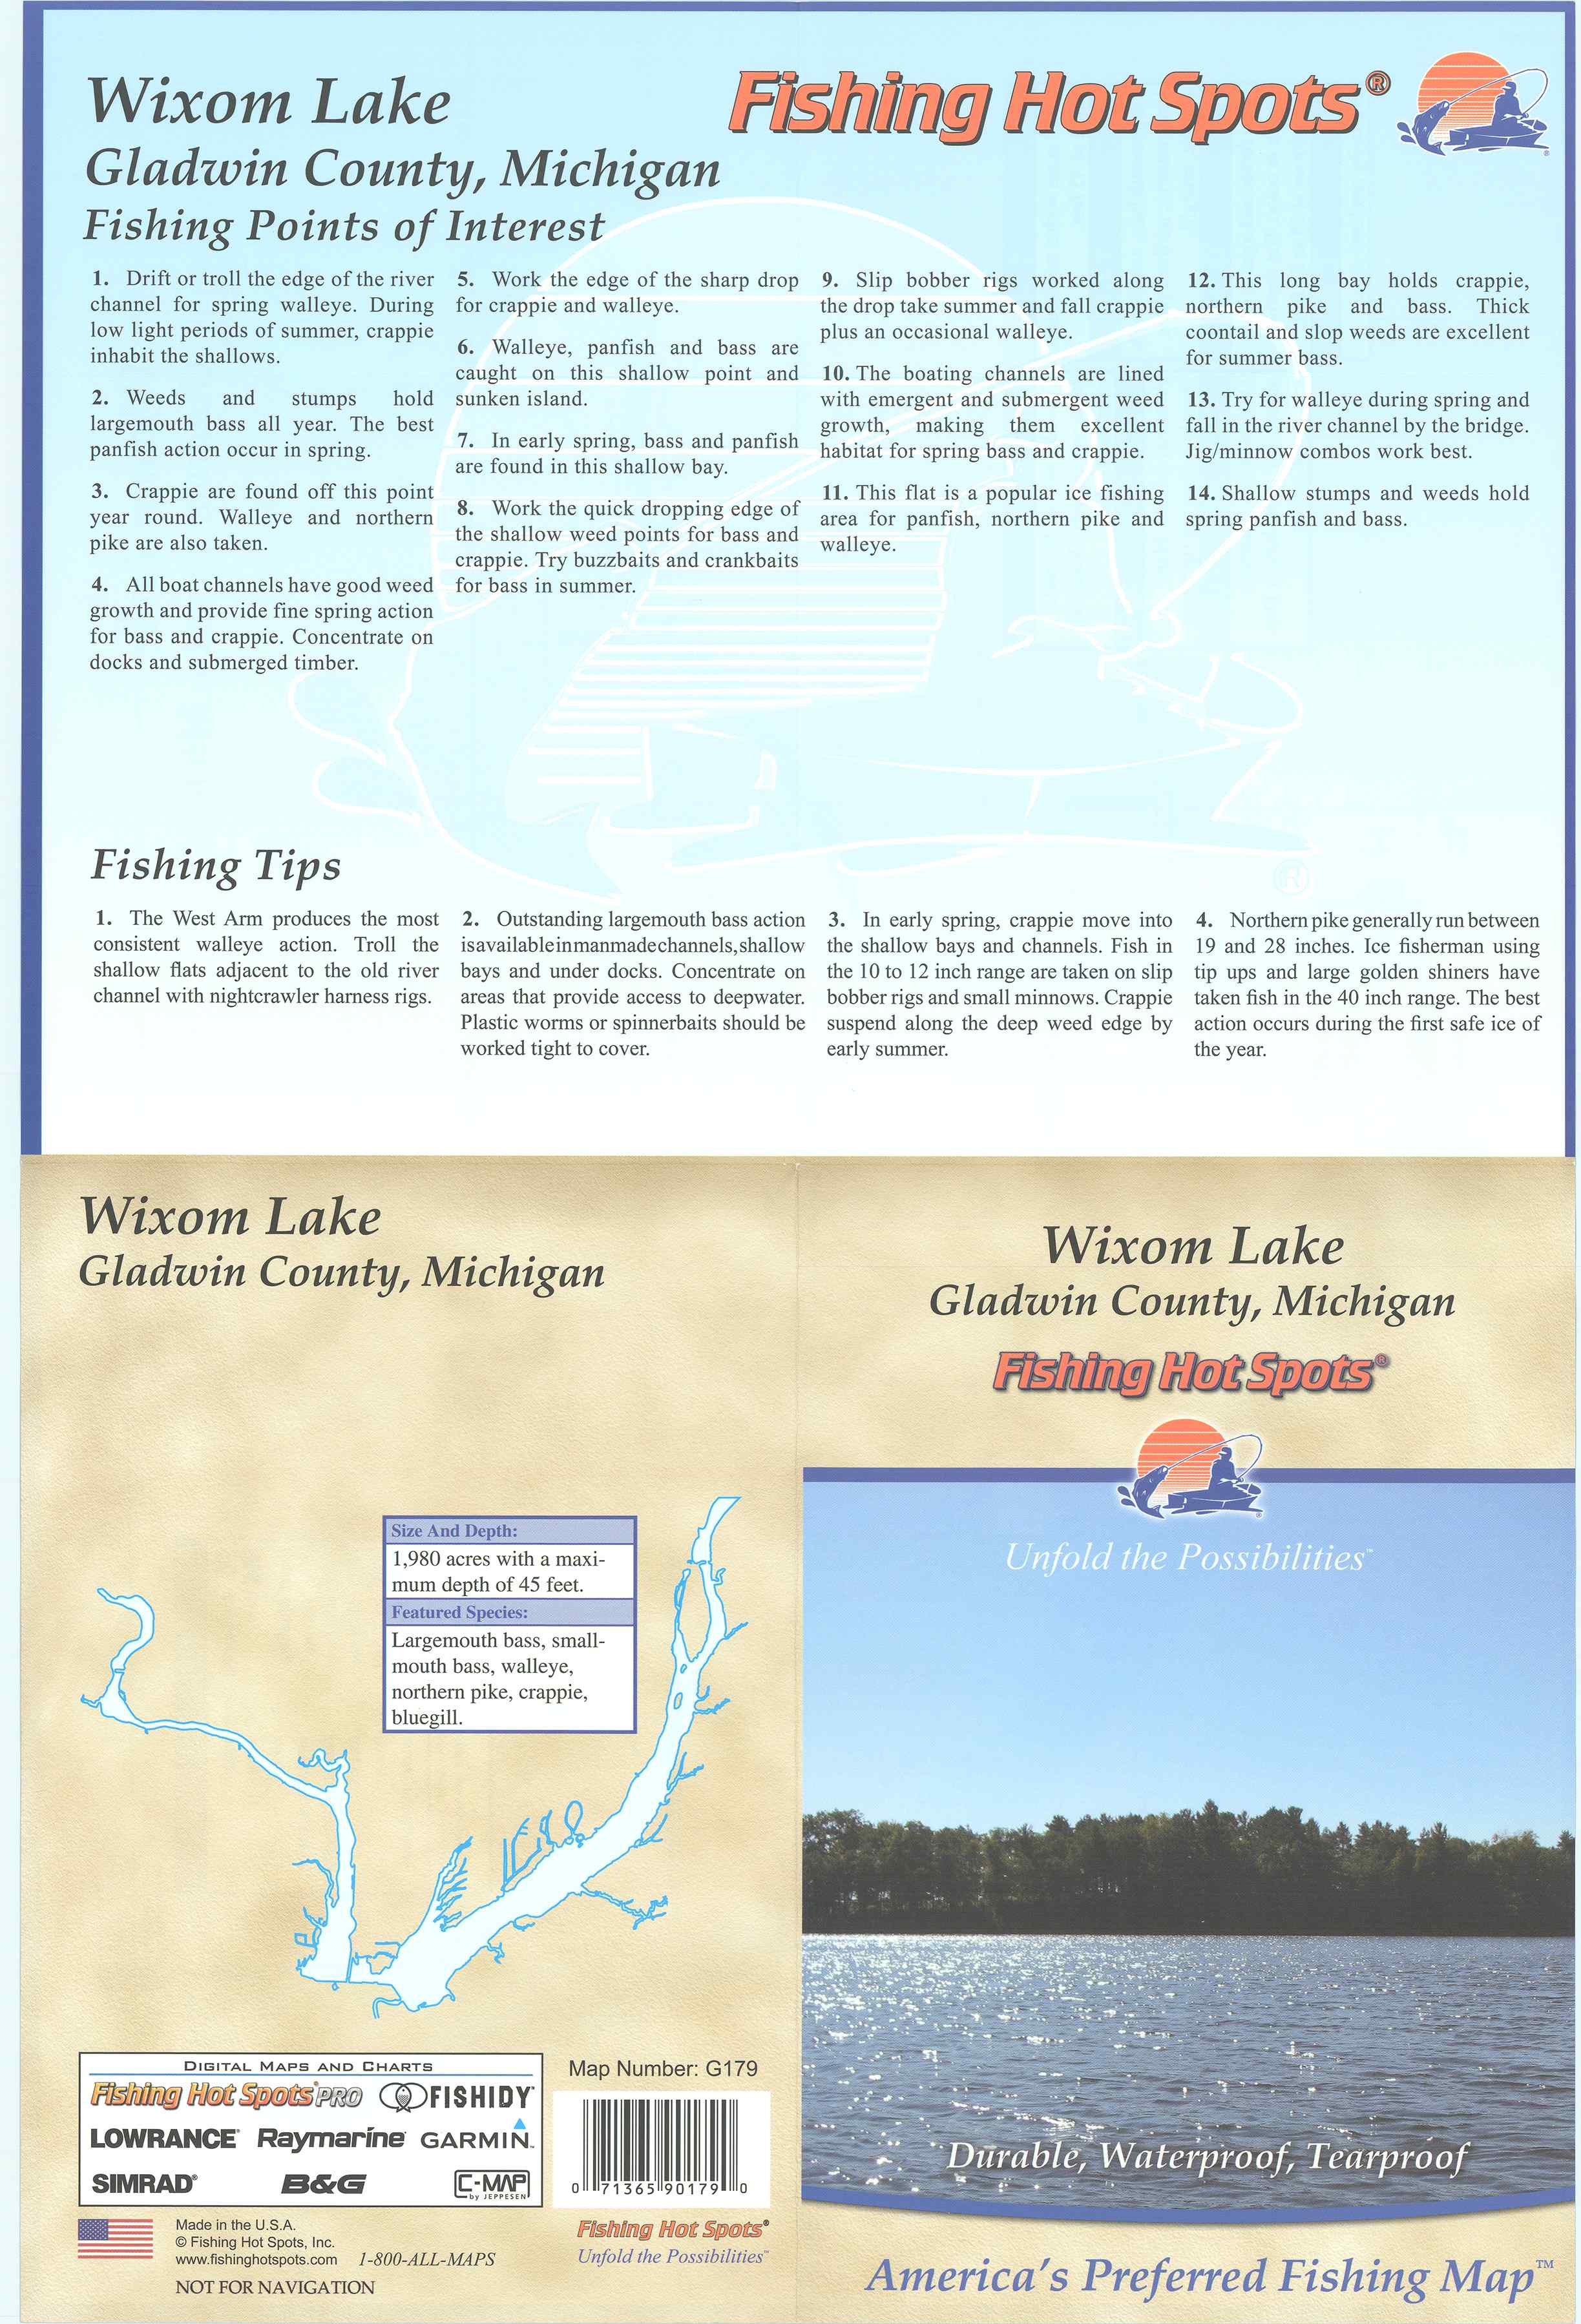 Wixom Lake
Fishing Hot Spots®
Gladwin County, Michigan
Fishing Points of Interest
1. Drift or troll the edge of the river
channel for spring walleye. During
low light periods of summer, crappie
inhabit the shallows.
2. Weeds and stumps hold
largemouth bass all year. The best
panfish action occur in spring.
3. Crappie are found off this point
year round. Walleye and northern
pike are also taken.
4. All boat channels have good weed
growth and provide fine spring action
for bass and crappie. Concentrate on
docks and submerged timber.
5. Work the edge of the sharp drop
for crappie and walleye.
6. Walleye, panfish and bass are
caught on this shallow point and
sunken island.
7. In early spring, bass and panfish
are found in this shallow bay.
8. Work the quick dropping edge of
the shallow weed points for bass and
crappie. Try buzzbaits and crankbaits
for bass in summer.
9. Slip bobber rigs worked along
the drop take summer and fall crappie
plus an occasional walleye.
10. The boating channels are lined
with emergent and submergent weed
growth, making them excellent
habitat for spring bass and crappie.
11. This flat is a popular ice fishing
area for panfish, northern pike and
walleye.
12. This long bay holds crappie,
northern pike and bass. Thick
coontail and slop weeds are excellent
for summer bass.
13. Try for walleye during spring and
fall in the river channel by the bridge.
Jig/minnow combos work best.
14. Shallow stumps and weeds hold
spring panfish and bass.
®
Fishing Tips
1. The West Arm produces the most
consistent walleye action. Troll the
shallow flats adjacent to the old river
channel with nightcrawler harness rigs.
2. Outstanding largemouth bass action
is available in manmade channels, shallow
bays and under docks. Concentrate on
areas that provide access to deepwater.
Plastic worms or spinnerbaits should be
worked tight to cover.
3. In early spring, crappie move into
the shallow bays and channels. Fish in
the 10 to 12 inch range are taken on slip
bobber rigs and small minnows. Crappie
suspend along the deep weed edge by
early summer.
4. Northern pike generally run between
19 and 28 inches. Ice fisherman using
tip ups and large golden shiners have
taken fish in the 40 inch range. The best
action occurs during the first safe ice of
the year.
Wixom Lake
Gladwin County, Michigan
Size And Depth:
1,980 acres with a maxi-
mum depth of 45 feet.
Featured Species:
Largemouth bass, small-
mouth bass, walleye,
northern pike, crappie,
bluegill.
DIGITAL MAPS AND CHARTS
Fishing Hot Spots® PRO FISHIDY
LOWRANCE® Raymarine GARMIN™
SIMRAD® B&G C-MAP
by JEPPESEN
Map Number: G179
0 71365 90179 0
Made in the U.S.A.
© Fishing Hot Spots, Inc.
www.fishinghotspots.com 1-800-ALL-MAPS
NOT FOR NAVIGATION
Fishing Hot Spots®
Unfold the Possibilities™
Wixom Lake
Gladwin County, Michigan
Fishing Hot Spots®
Unfold the Possibilities™
Durable, Waterproof, Tearproof
America's Preferred Fishing Map™